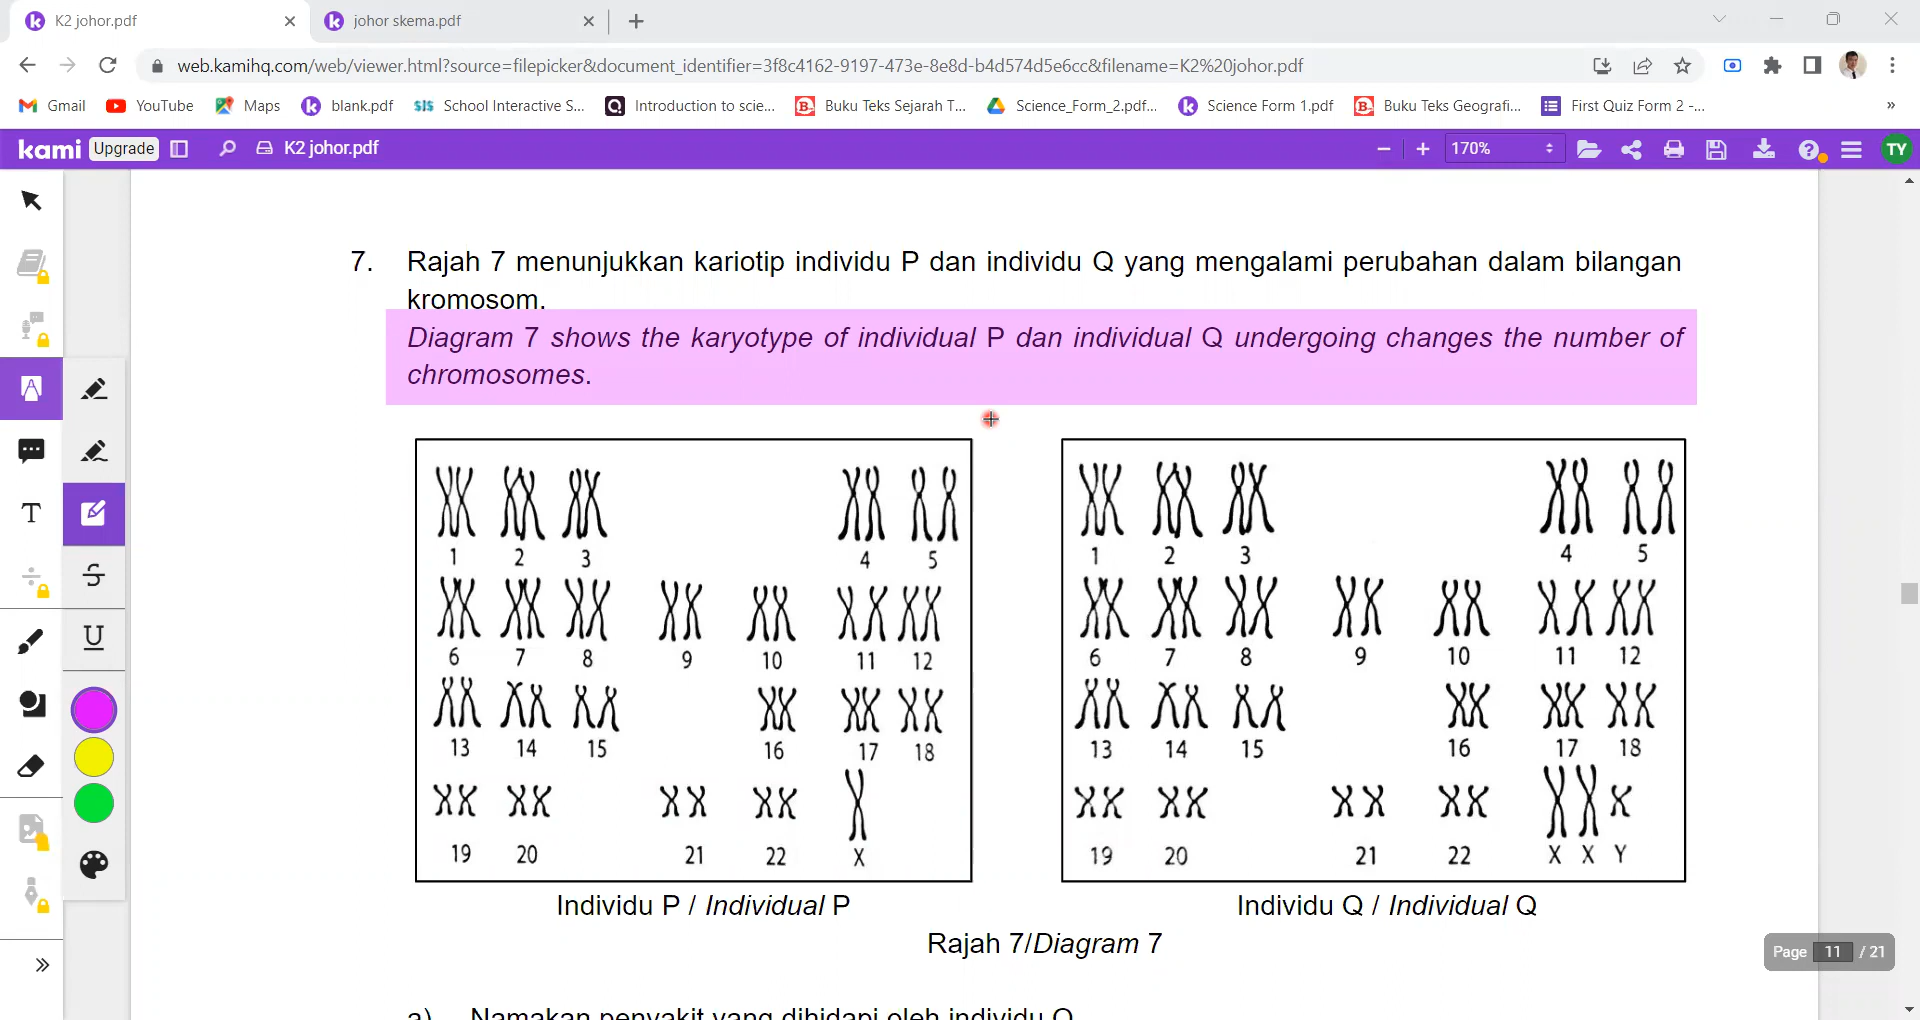 K2 johor.pdf
johor skema.pdf
web.kamihq.com/web/viewer.html?source=filepicker&document_identifier=3f8c4162-9197-473e-8e8d-b4d574d5e6cc&filename=K2%20johor.pdf
Gmail YouTube Maps blank.pdf School Interactive S... Introduction to scie... Buku Teks Sejarah T... Science_Form_2.pdf... Science Form 1.pdf Buku Teks Geografi... First Quiz Form 2 -... »
kami Upgrade K2 johor.pdf 170% TY
7. Rajah 7 menunjukkan kariotip individu P dan individu Q yang mengalami perubahan dalam bilangan
kromosom.
Diagram 7 shows the karyotype of individual P dan individual Q undergoing changes the number of
chromosomes.
1 2 3 4 5
6 7 8 9 10 11 12
13 14 15 16 17 18
19 20 21 22 X
Individu P / Individual P
1 2 3 4 5
6 7 8 9 10 11 12
13 14 15 16 17 18
19 20 21 22 X X Y
Individu Q / Individual Q
Rajah 7/Diagram 7
Page 11 / 21
a) Namakan penyakit yang dihidapi oleh individu Q